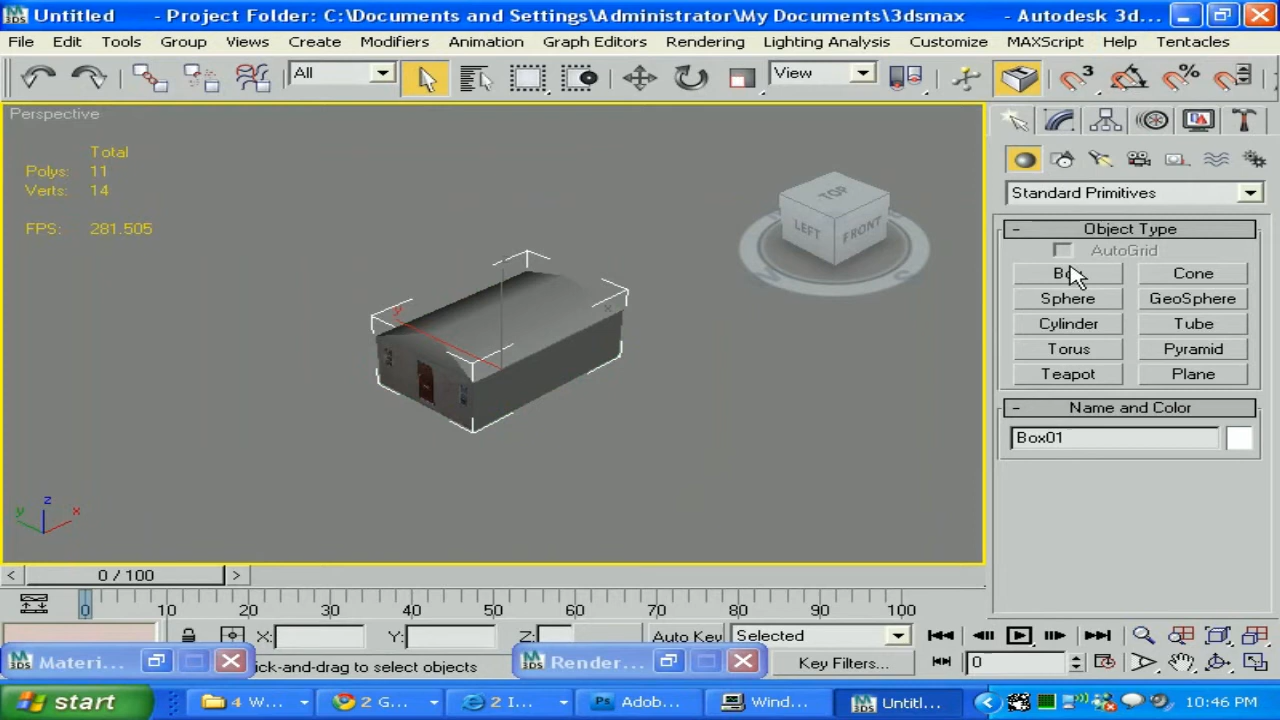 Untitled - Project Folder: C:\Documents and Settings\Administrator\My Documents\3dsmax - Autodesk 3d...
File Edit Tools Group Views Create Modifiers Animation Graph Editors Rendering Lighting Analysis Customize MAXScript Help Tentacles
All View 3 %
Perspective
Total
Polys: 11
Verts: 14
FPS: 281.505
TOP
LEFT FRONT
Standard Primitives
- Object Type
AutoGrid
Cone
Sphere GeoSphere
Cylinder Tube
Torus Pyramid
Teapot Plane
- Name and Color
Box01
y
x
z
y x
< 0 / 100 >
0 10 20 30 40 50 60 70 80 90 100
X: Y: Z: Auto Key Selected
Materi... ick-and-drag to select objects Render... Key Filters... 0
start 4 W... 2 G... 2 I... Adob... Wind... Untitl... 10:46 PM